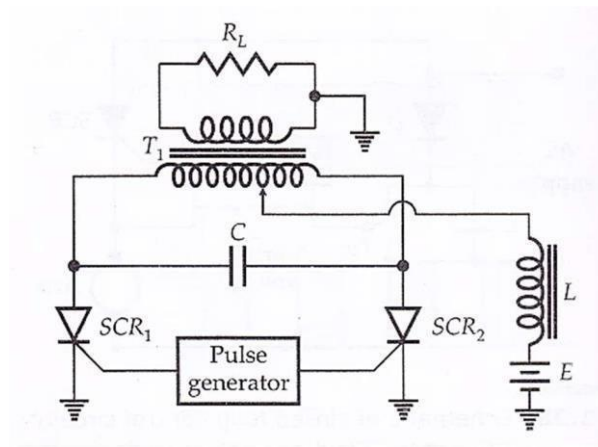 R_L
T_1
C
SCR_1
SCR_2
L
Pulse
generator
E